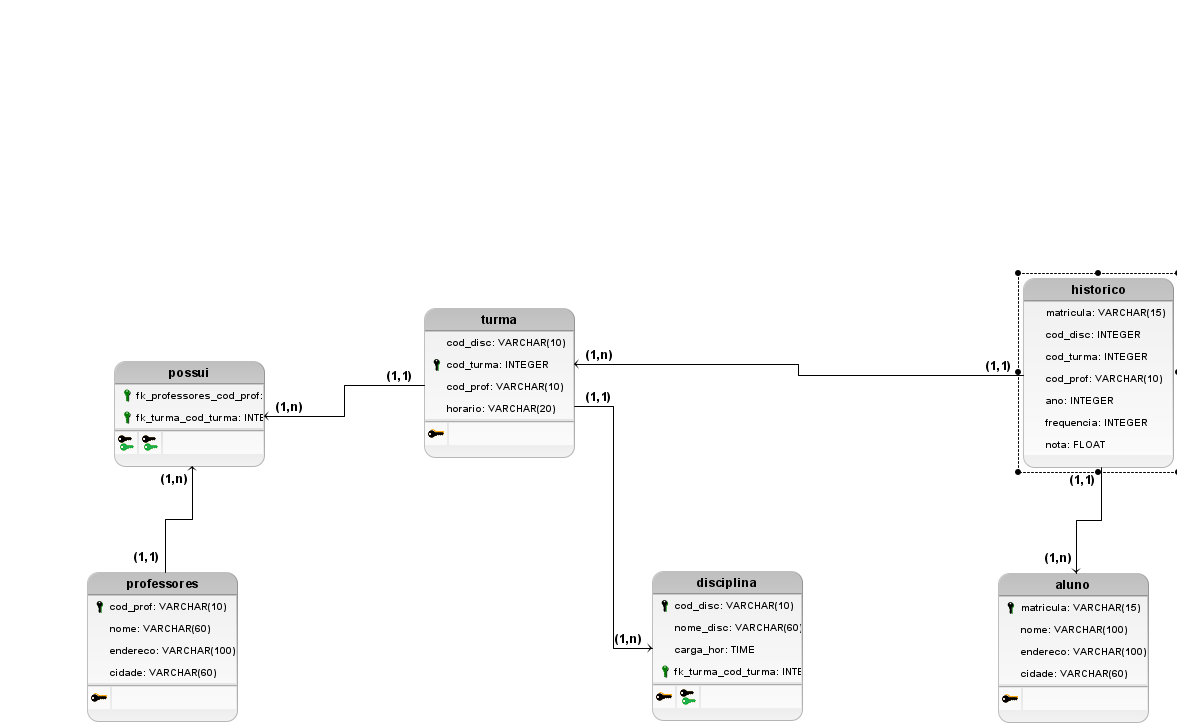 historico
matricula: VARCHAR(15)
cod_disc: INTEGER
cod_turma: INTEGER
cod_prof: VARCHAR(10)
ano: INTEGER
frequencia: INTEGER
nota: FLOAT
turma
cod_disc: VARCHAR(10)
cod_turma: INTEGER
cod_prof: VARCHAR(10)
horario: VARCHAR(20)
possui
fk_professores_cod_prof:
fk_turma_cod_turma: INTE
(1,1)
(1,n)
(1,n)
(1,1)
(1,1)
(1,n)
(1,n)
(1,1)
(1,1)
(1,n)
professores
cod_prof: VARCHAR(10)
nome: VARCHAR(60)
endereco: VARCHAR(100)
cidade: VARCHAR(60)
disciplina
cod_disc: VARCHAR(10)
nome_disc: VARCHAR(60)
carga_hor: TIME
fk_turma_cod_turma: INTE
aluno
matricula: VARCHAR(15)
nome: VARCHAR(100)
endereco: VARCHAR(100)
cidade: VARCHAR(60)